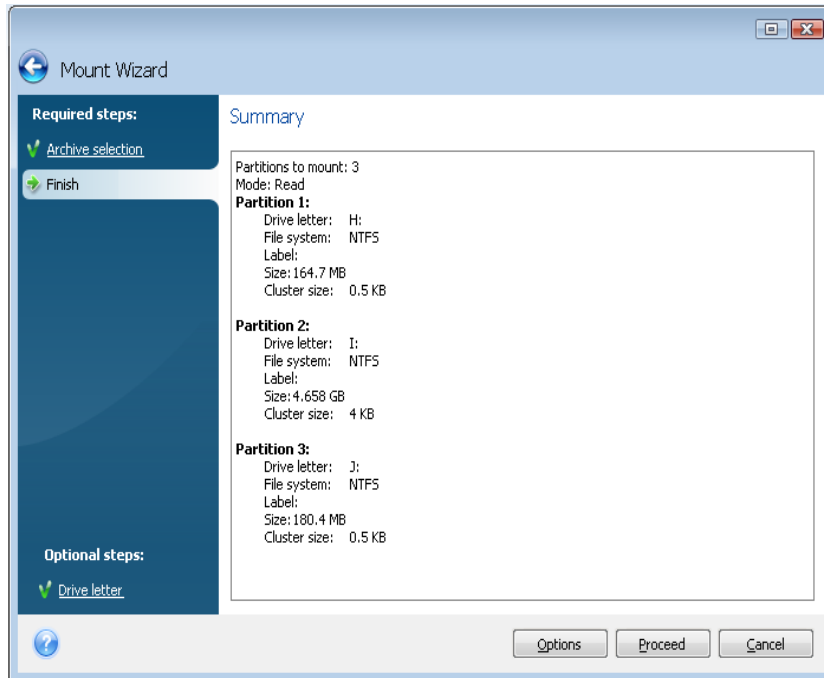 Mount Wizard
Required steps:
Archive selection
Finish
Summary
Partitions to mount: 3
Mode: Read
Partition 1:
Drive letter: H:
File system: NTFS
Label:
Size: 164.7 MB
Cluster size: 0.5 KB
Partition 2:
Drive letter: I:
File system: NTFS
Label:
Size: 4.658 GB
Cluster size: 4 KB
Partition 3:
Drive letter: J:
File system: NTFS
Label:
Size: 180.4 MB
Cluster size: 0.5 KB
Optional steps:
Drive letter
?
Options Proceed Cancel